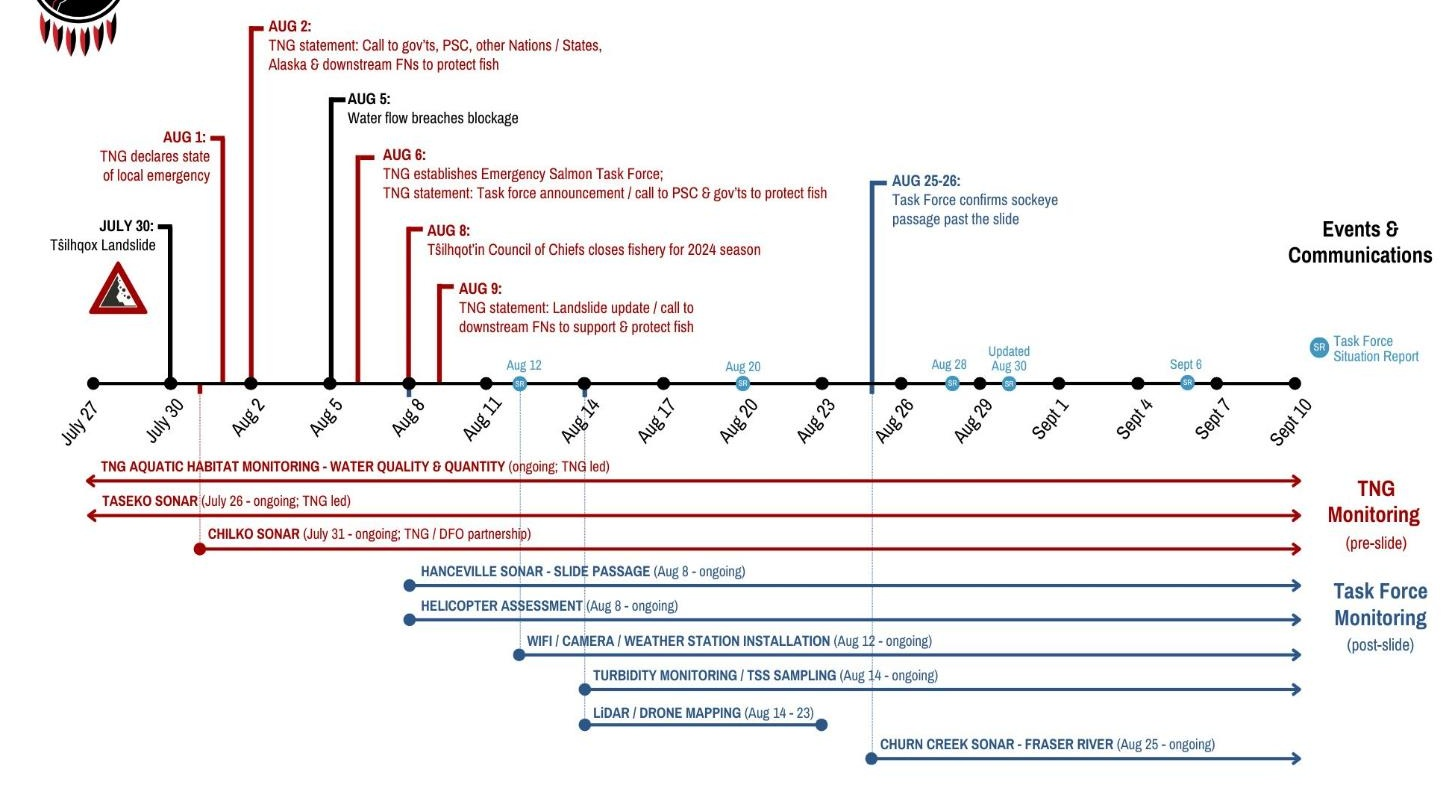 AUG 2:
TNG statement: Call to gov'ts, PSC, other Nations / States,
Alaska & downstream FNs to protect fish
AUG 5:
Water flow breaches blockage
AUG 1:
TNG declares state
of local emergency
AUG 6:
TNG establishes Emergency Salmon Task Force;
TNG statement: Task force announcement / call to PSC & gov'ts to protect fish
AUG 25-26:
Task Force confirms sockeye
passage past the slide
JULY 30:
Tŝilhqox Landslide
AUG 8:
Tŝilhqot'in Council of Chiefs closes fishery for 2024 season
Events &
Communications
AUG 9:
TNG statement: Landslide update / call to
downstream FNs to support & protect fish
SR Task Force
Situation Report
Aug 12
Aug 20
Aug 28
Updated
Aug 30
Sept 6
SR
SR
SR
SR
SR
July 27
July 30
Aug 2
Aug 5
Aug 8
Aug 11
Aug 14
Aug 17
Aug 20
Aug 23
Aug 26
Aug 29
Sept 1
Sept 4
Sept 7
Sept 10
TNG AQUATIC HABITAT MONITORING - WATER QUALITY & QUANTITY (ongoing; TNG led)
TASEKO SONAR (July 26 - ongoing; TNG led)
CHILKO SONAR (July 31 - ongoing; TNG / DFO partnership)
TNG
Monitoring
(pre-slide)
HANCEVILLE SONAR - SLIDE PASSAGE (Aug 8 - ongoing)
HELICOPTER ASSESSMENT (Aug 8 - ongoing)
WIFI / CAMERA / WEATHER STATION INSTALLATION (Aug 12 - ongoing)
TURBIDITY MONITORING / TSS SAMPLING (Aug 14 - ongoing)
LiDAR / DRONE MAPPING (Aug 14 - 23)
CHURN CREEK SONAR - FRASER RIVER (Aug 25 - ongoing)
Task Force
Monitoring
(post-slide)